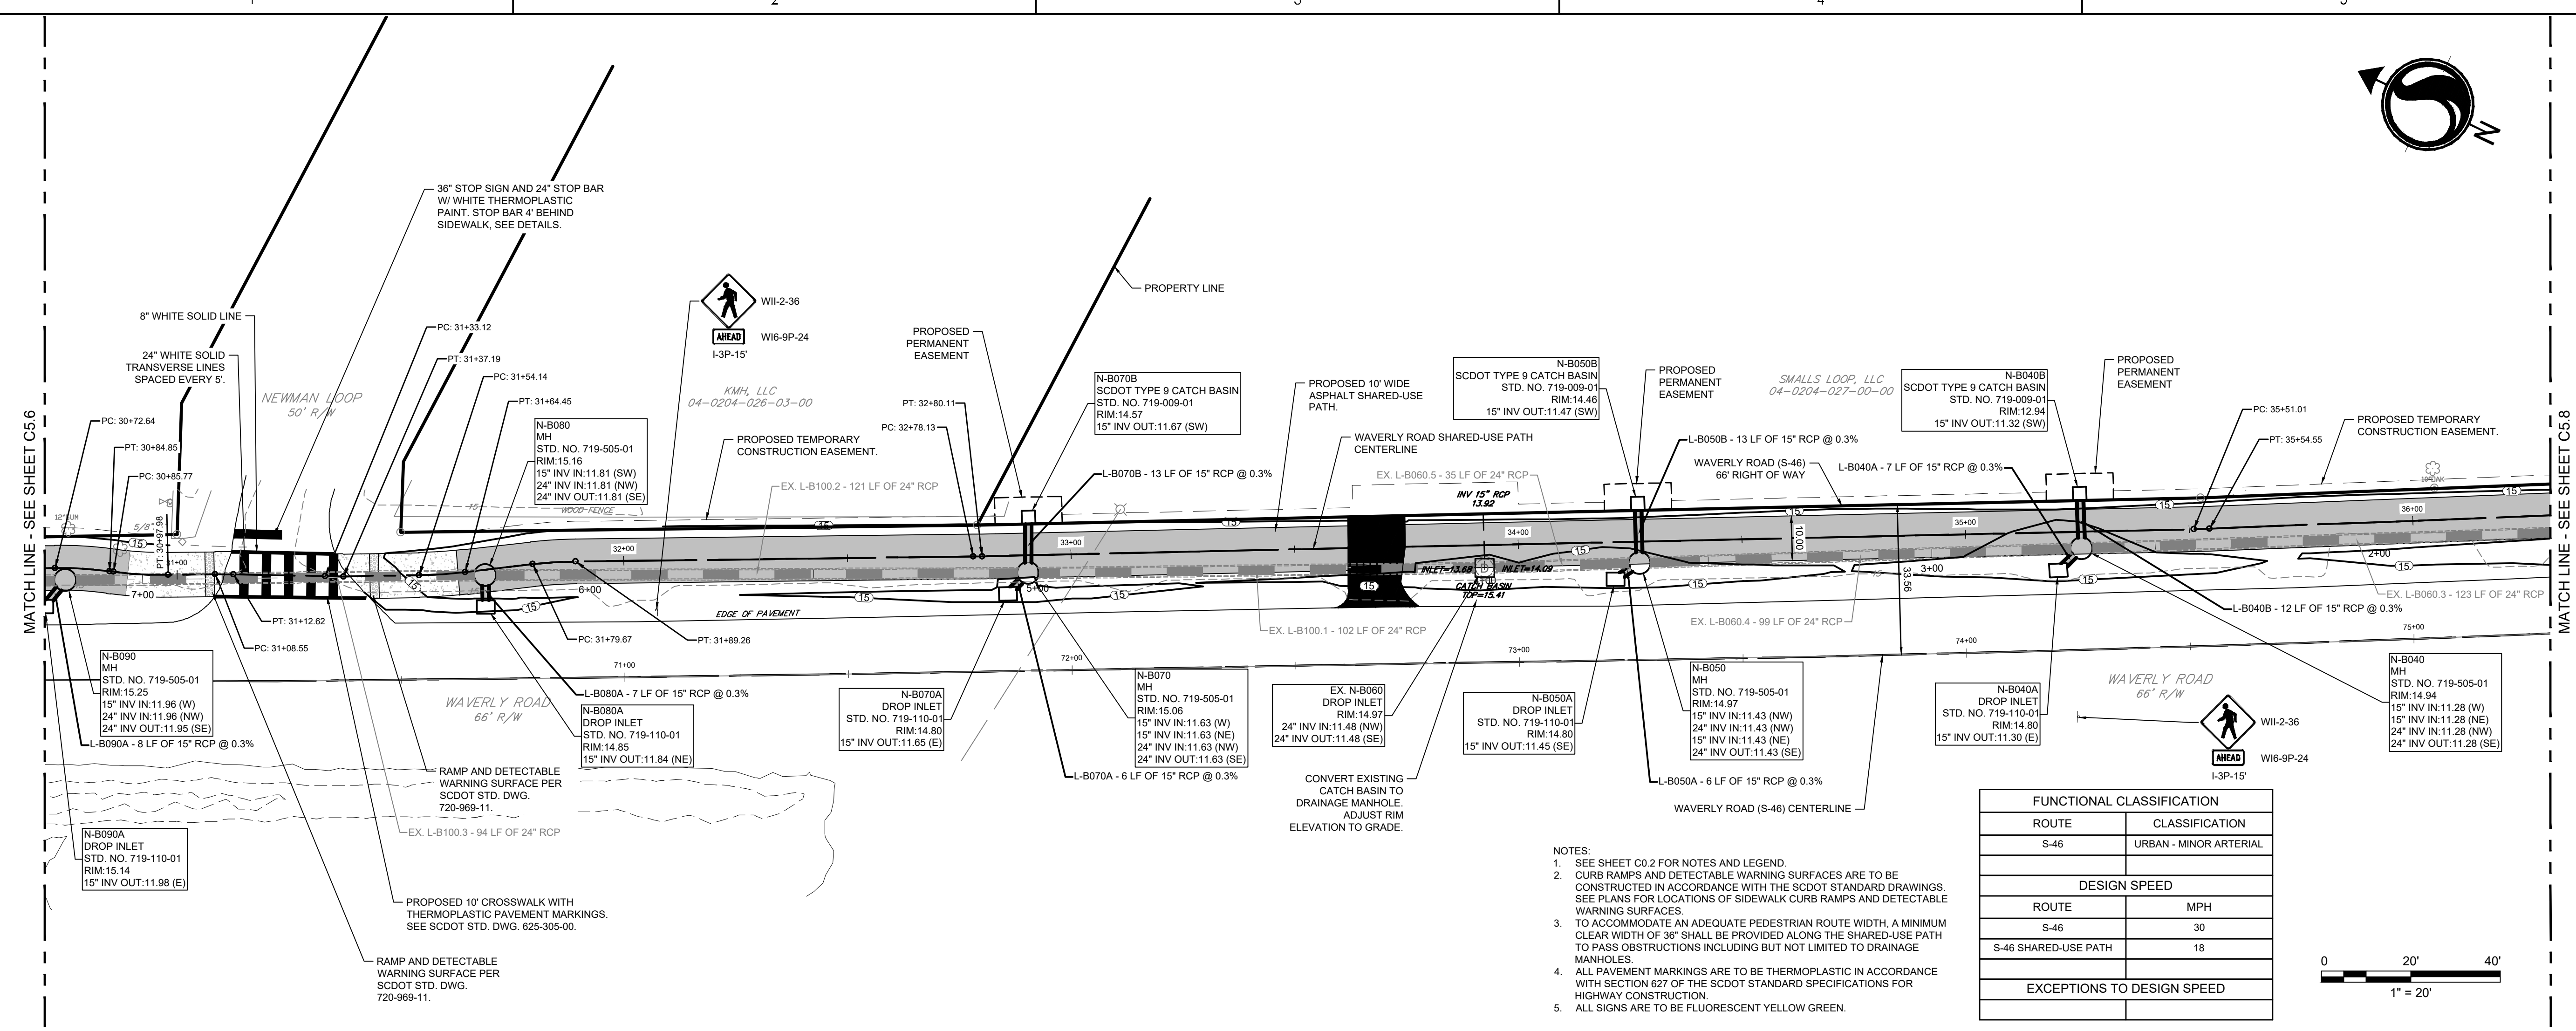 1
2
3
4
5
MATCH LINE - SEE SHEET C5.6
MATCH LINE - SEE SHEET C5.8
N
36" STOP SIGN AND 24" STOP BAR
W/ WHITE THERMOPLASTIC
PAINT. STOP BAR 4' BEHIND
SIDEWALK, SEE DETAILS.
8" WHITE SOLID LINE
24" WHITE SOLID
TRANSVERSE LINES
SPACED EVERY 5'.
NEWMAN LOOP
50' R/W
PC: 30+72.64
PT: 30+84.85
PC: 30+85.77
PT: 30+97.98
PC: 31+33.12
PT: 31+37.19
PC: 31+54.14
PT: 31+64.45
N-B080
MH
STD. NO. 719-505-01
RIM:15.16
15" INV IN:11.81 (SW)
24" INV IN:11.81 (NW)
24" INV OUT:11.81 (SE)
WII-2-36
AHEAD
WI6-9P-24
I-3P-15'
KMH, LLC
04-0204-026-03-00
PROPOSED TEMPORARY
CONSTRUCTION EASEMENT.
EX. L-B100.2 - 121 LF OF 24" RCP
WOOD FENCE
PROPOSED
PERMANENT
EASEMENT
PT: 32+80.11
PC: 32+78.13
PROPERTY LINE
N-B070B
SCDOT TYPE 9 CATCH BASIN
STD. NO. 719-009-01
RIM:14.57
15" INV OUT:11.67 (SW)
L-B070B - 13 LF OF 15" RCP @ 0.3%
PROPOSED 10' WIDE
ASPHALT SHARED-USE
PATH.
WAVERLY ROAD SHARED-USE PATH
CENTERLINE
EX. L-B060.5 - 35 LF OF 24" RCP
INV 15" RCP
13.92
N-B050B
SCDOT TYPE 9 CATCH BASIN
STD. NO. 719-009-01
RIM:14.46
15" INV OUT:11.47 (SW)
PROPOSED
PERMANENT
EASEMENT
L-B050B - 13 LF OF 15" RCP @ 0.3%
WAVERLY ROAD (S-46)
66' RIGHT OF WAY
SMALLS LOOP, LLC
04-0204-027-00-00
L-B040A - 7 LF OF 15" RCP @ 0.3%
N-B040B
SCDOT TYPE 9 CATCH BASIN
STD. NO. 719-009-01
RIM:12.94
15" INV OUT:11.32 (SW)
PROPOSED
PERMANENT
EASEMENT
PC: 35+51.01
PT: 35+54.55
PROPOSED TEMPORARY
CONSTRUCTION EASEMENT.
5/8"
15
31+00
32+00
33+00
34+00
35+00
36+00
10.00
33.56
7+00
6+00
5+00
3+00
2+00
INLET=13.68
INLET=14.09
CATCH BASIN
TOP=15.41
EDGE OF PAVEMENT
PT: 31+12.62
PC: 31+08.55
PC: 31+79.67
PT: 31+89.26
EX. L-B100.1 - 102 LF OF 24" RCP
EX. L-B060.4 - 99 LF OF 24" RCP
EX. L-B060.3 - 123 LF OF 24" RCP
L-B040B - 12 LF OF 15" RCP @ 0.3%
71+00
72+00
73+00
74+00
75+00
N-B090
MH
STD. NO. 719-505-01
RIM:15.25
15" INV IN:11.96 (W)
24" INV IN:11.96 (NW)
24" INV OUT:11.95 (SE)
L-B090A - 8 LF OF 15" RCP @ 0.3%
WAVERLY ROAD
66' R/W
L-B080A - 7 LF OF 15" RCP @ 0.3%
N-B080A
DROP INLET
STD. NO. 719-110-01
RIM:14.85
15" INV OUT:11.84 (NE)
N-B070A
DROP INLET
STD. NO. 719-110-01
RIM:14.80
15" INV OUT:11.65 (E)
N-B070
MH
STD. NO. 719-505-01
RIM:15.06
15" INV IN:11.63 (W)
15" INV IN:11.63 (NE)
24" INV IN:11.63 (NW)
24" INV OUT:11.63 (SE)
L-B070A - 6 LF OF 15" RCP @ 0.3%
EX. N-B060
DROP INLET
RIM:14.97
24" INV IN:11.48 (NW)
24" INV OUT:11.48 (SE)
CONVERT EXISTING
CATCH BASIN TO
DRAINAGE MANHOLE.
ADJUST RIM
ELEVATION TO GRADE.
N-B050A
DROP INLET
STD. NO. 719-110-01
RIM:14.80
15" INV OUT:11.45 (SE)
N-B050
MH
STD. NO. 719-505-01
RIM:14.97
15" INV IN:11.43 (NW)
24" INV IN:11.43 (NW)
15" INV IN:11.43 (NE)
24" INV OUT:11.43 (SE)
L-B050A - 6 LF OF 15" RCP @ 0.3%
WAVERLY ROAD (S-46) CENTERLINE
N-B040A
DROP INLET
STD. NO. 719-110-01
RIM:14.80
15" INV OUT:11.30 (E)
WAVERLY ROAD
66' R/W
WII-2-36
AHEAD
WI6-9P-24
I-3P-15'
N-B040
MH
STD. NO. 719-505-01
RIM:14.94
15" INV IN:11.28 (W)
15" INV IN:11.28 (NE)
24" INV IN:11.28 (NW)
24" INV OUT:11.28 (SE)
RAMP AND DETECTABLE
WARNING SURFACE PER
SCDOT STD. DWG.
720-969-11.
EX. L-B100.3 - 94 LF OF 24" RCP
N-B090A
DROP INLET
STD. NO. 719-110-01
RIM:15.14
15" INV OUT:11.98 (E)
PROPOSED 10' CROSSWALK WITH
THERMOPLASTIC PAVEMENT MARKINGS.
SEE SCDOT STD. DWG. 625-305-00.
RAMP AND DETECTABLE
WARNING SURFACE PER
SCDOT STD. DWG.
720-969-11.
NOTES:
1. SEE SHEET C0.2 FOR NOTES AND LEGEND.
2. CURB RAMPS AND DETECTABLE WARNING SURFACES ARE TO BE
CONSTRUCTED IN ACCORDANCE WITH THE SCDOT STANDARD DRAWINGS.
SEE PLANS FOR LOCATIONS OF SIDEWALK CURB RAMPS AND DETECTABLE
WARNING SURFACES.
3. TO ACCOMMODATE AN ADEQUATE PEDESTRIAN ROUTE WIDTH, A MINIMUM
CLEAR WIDTH OF 36" SHALL BE PROVIDED ALONG THE SHARED-USE PATH
TO PASS OBSTRUCTIONS INCLUDING BUT NOT LIMITED TO DRAINAGE
MANHOLES.
4. ALL PAVEMENT MARKINGS ARE TO BE THERMOPLASTIC IN ACCORDANCE
WITH SECTION 627 OF THE SCDOT STANDARD SPECIFICATIONS FOR
HIGHWAY CONSTRUCTION.
5. ALL SIGNS ARE TO BE FLUORESCENT YELLOW GREEN.
FUNCTIONAL CLASSIFICATION
ROUTE CLASSIFICATION
S-46 URBAN - MINOR ARTERIAL
DESIGN SPEED
ROUTE MPH
S-46 30
S-46 SHARED-USE PATH 18
EXCEPTIONS TO DESIGN SPEED
0 20' 40'
1" = 20'